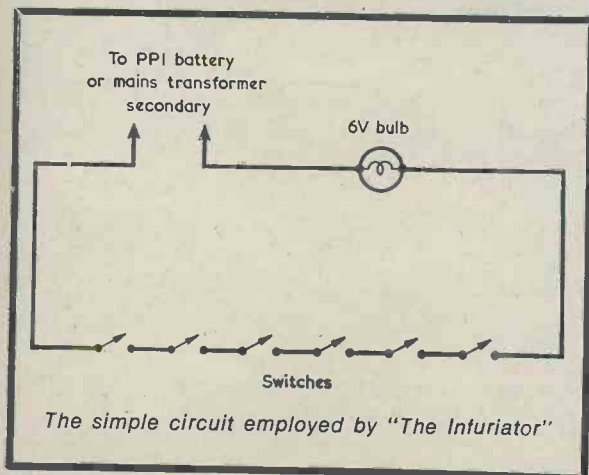 To PP1 battery
or mains transformer
secondary
6V bulb
Switches
The simple circuit employed by "The Infuriator"